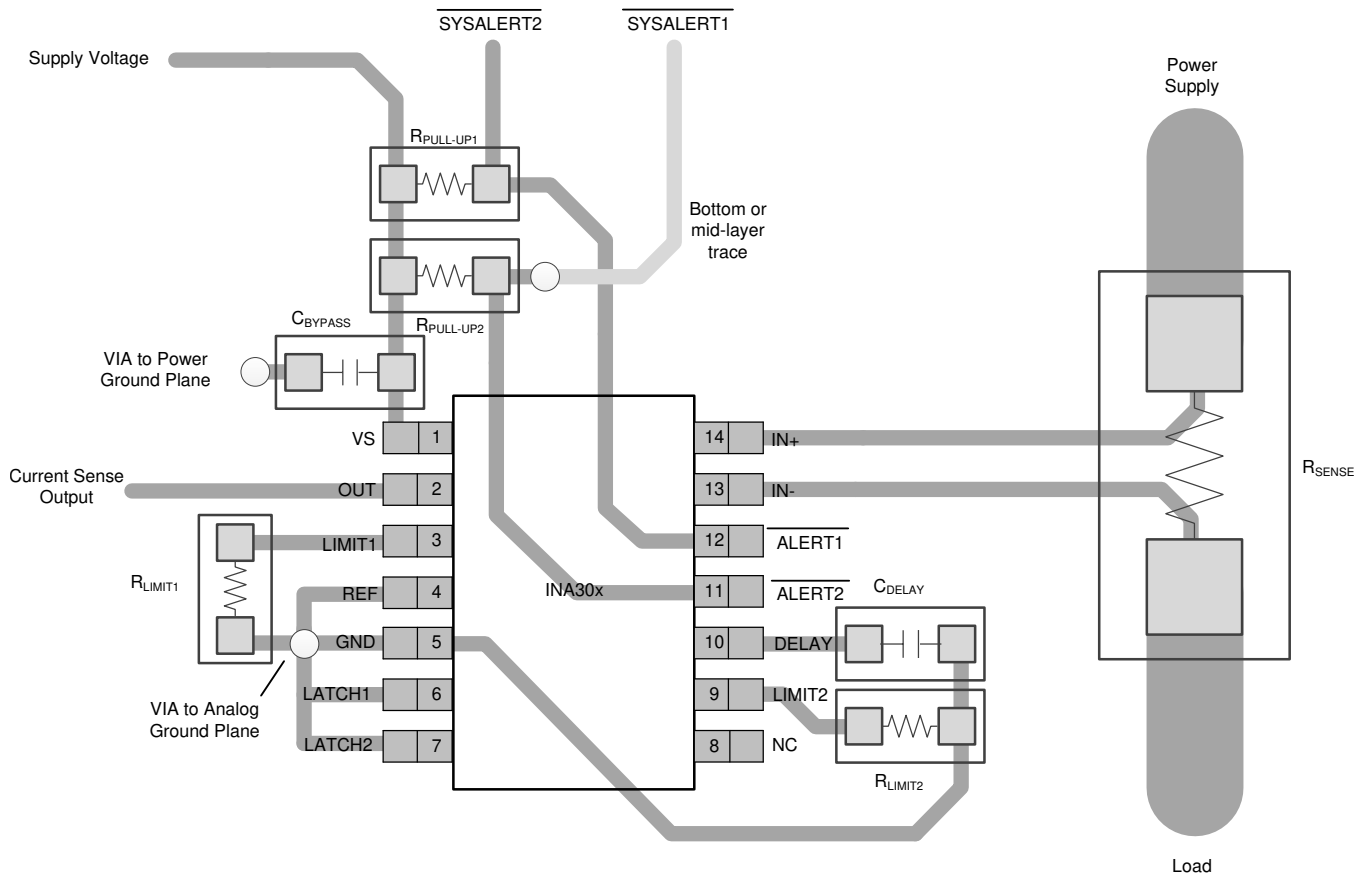 SYSALERT2
SYSALERT1
Supply Voltage
Power
Supply
RPULL-UP1
Bottom or
mid-layer
trace
CBYPASS
RPULL-UP2
VIA to Power
Ground Plane
VS
1
14
IN+
Current Sense
Output
OUT
2
13
IN-
RSENSE
LIMIT1
3
12
ALERT1
RLIMIT1
REF
4
INA30x
11
ALERT2
CDELAY
GND
5
10
DELAY
VIA to Analog
Ground Plane
LATCH1
6
9
LIMIT2
LATCH2
7
8
NC
RLIMIT2
Load